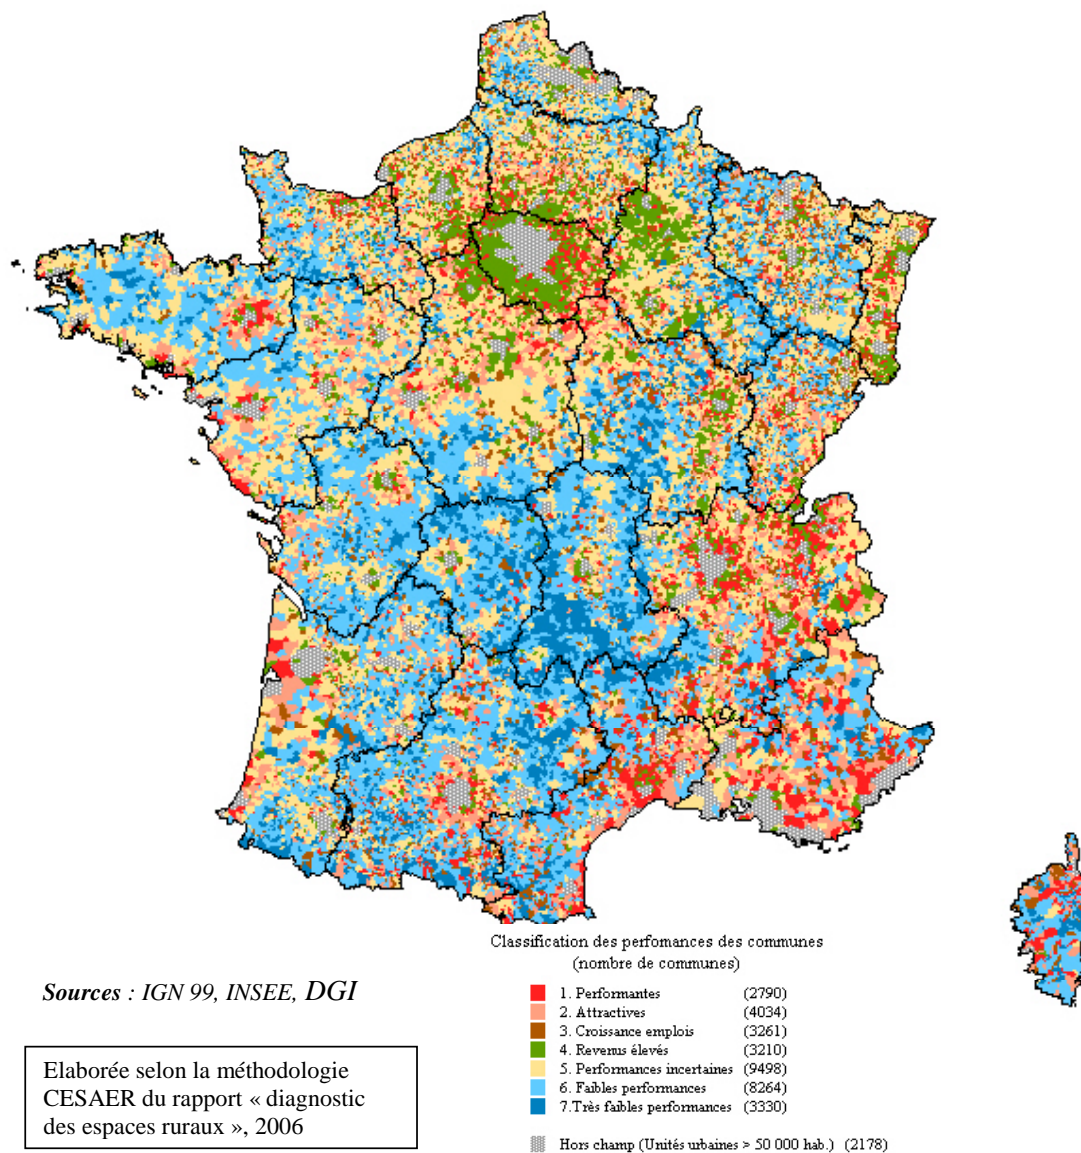 Classification des perfomances des communes
(nombre de communes)
1. Performantes (2790)
2. Attractives (4034)
3. Croissance emplois (3261)
4. Revenus élevés (3210)
5. Performances incertaines (9498)
6. Faibles performances (8264)
7.Très faibles performances (3330)
Hors champ (Unités urbaines > 50 000 hab.) (2178)
Sources : IGN 99, INSEE, DGI
Elaborée selon la méthodologie
CESAER du rapport « diagnostic
des espaces ruraux », 2006